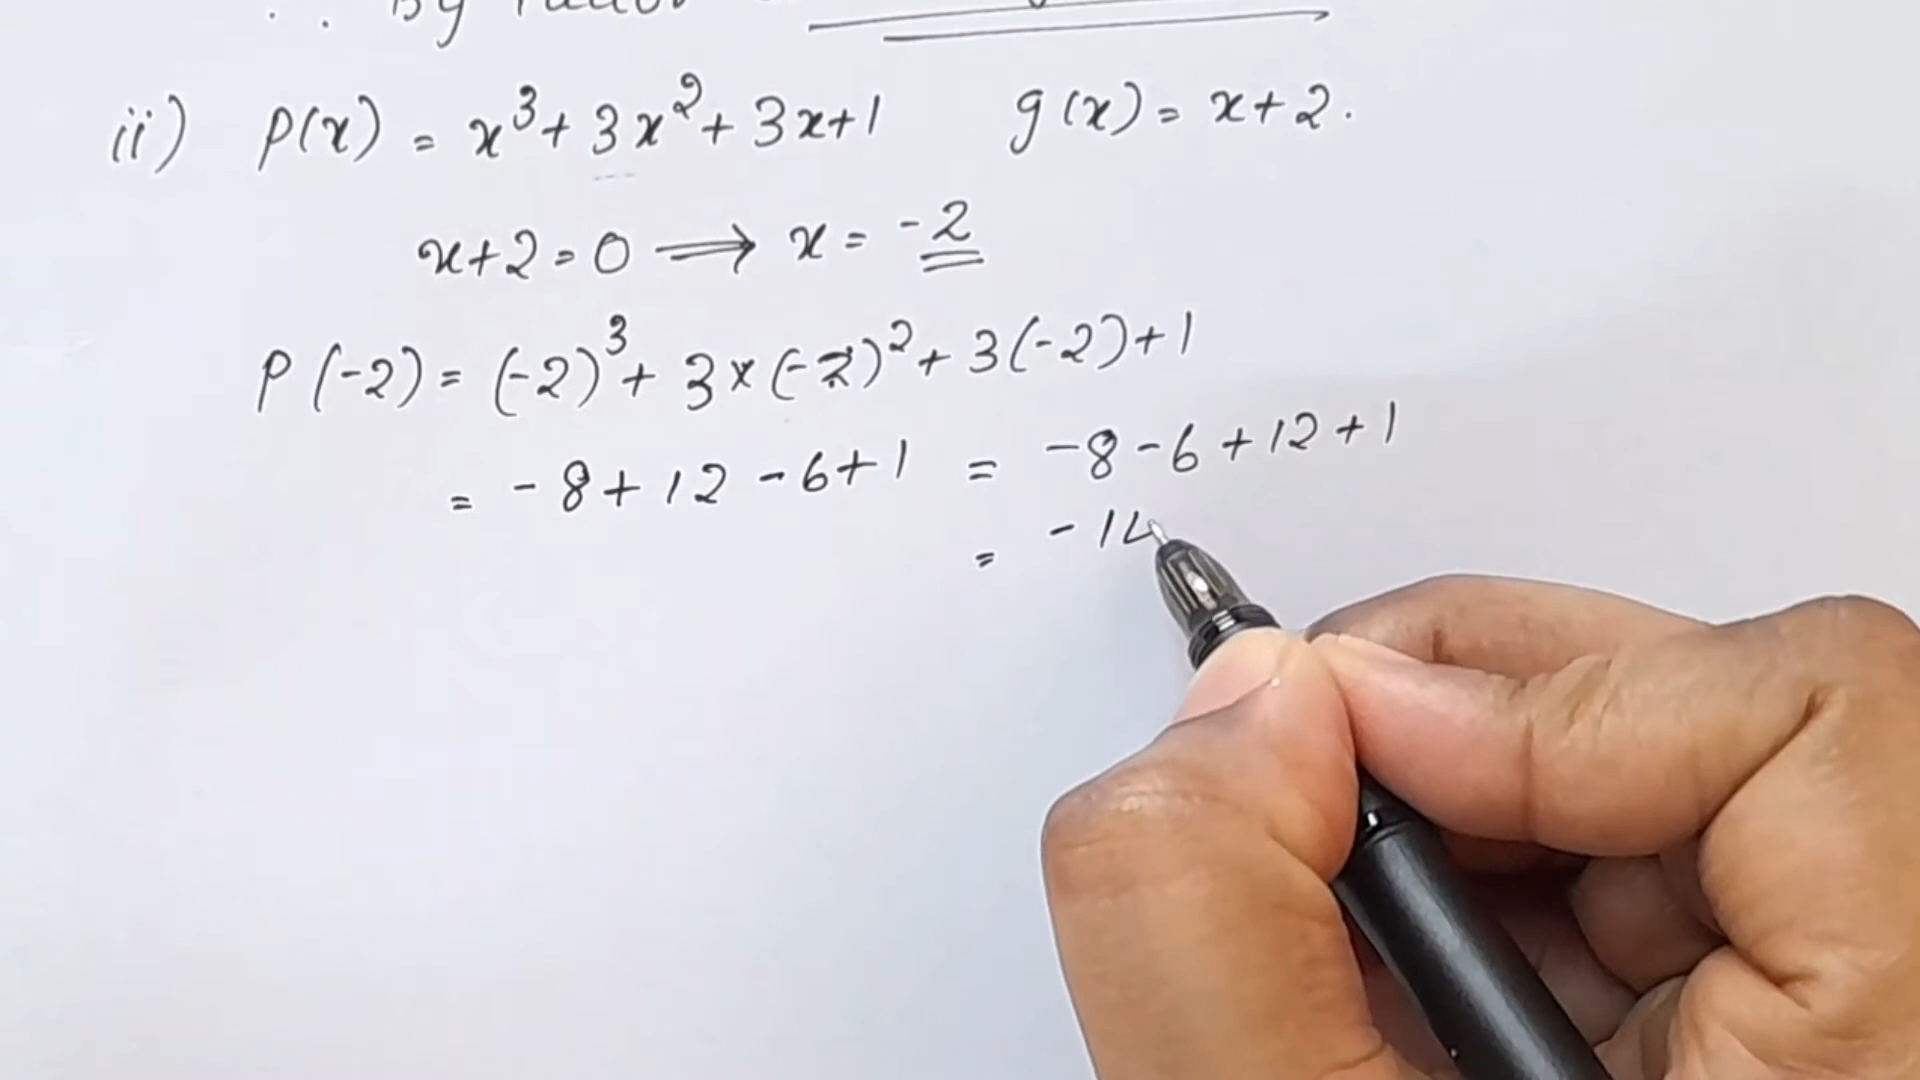 ∴ By
ii) p(x) = x³ + 3x² + 3x + 1 g(x) = x + 2.
x + 2 = 0 ⟹ x = -2
P(-2) = (-2)³ + 3 × (-2)² + 3(-2) + 1
= -8 + 12 - 6 + 1 = -8 - 6 + 12 + 1
= -14